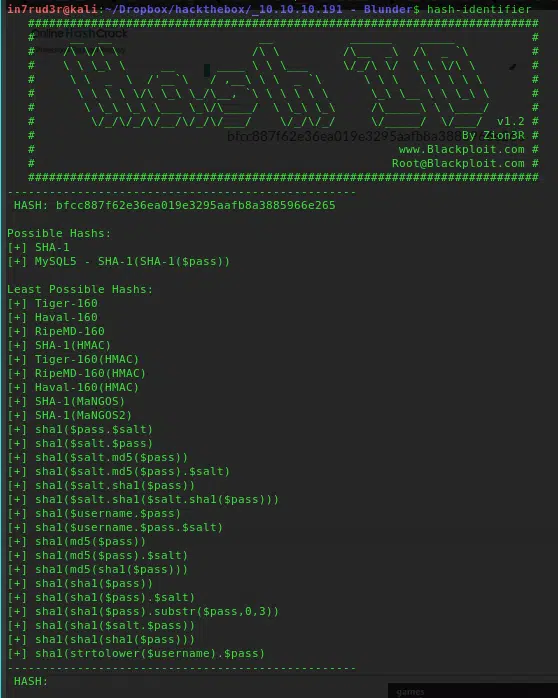 in7rud3r@kali:~/Dropbox/hackthebox/_10.10.10.191 - Blunder$ hash-identifier
v1.2 #
# By Zion3R #
# www.Blackploit.com #
# Root@Blackploit.com #
HASH: bfcc887f62e36ea019e3295aafb8a3885966e265
Possible Hashs:
[+] SHA-1
[+] MySQL5 - SHA-1(SHA-1($pass))
Least Possible Hashs:
[+] Tiger-160
[+] Haval-160
[+] RipeMD-160
[+] SHA-1(HMAC)
[+] Tiger-160(HMAC)
[+] RipeMD-160(HMAC)
[+] Haval-160(HMAC)
[+] SHA-1(MaNGOS)
[+] SHA-1(MaNGOS2)
[+] sha1($pass.$salt)
[+] sha1($salt.$pass)
[+] sha1($salt.md5($pass))
[+] sha1($salt.md5($pass).$salt)
[+] sha1($salt.sha1($pass))
[+] sha1($salt.sha1($salt.sha1($pass)))
[+] sha1($username.$pass)
[+] sha1($username.$pass.$salt)
[+] sha1(md5($pass))
[+] sha1(md5($pass).$salt)
[+] sha1(md5(sha1($pass)))
[+] sha1(sha1($pass))
[+] sha1(sha1($pass).$salt)
[+] sha1(sha1($pass).substr($pass,0,3))
[+] sha1(sha1($salt.$pass))
[+] sha1(sha1(sha1($pass)))
[+] sha1(strtolower($username).$pass)
HASH:
games